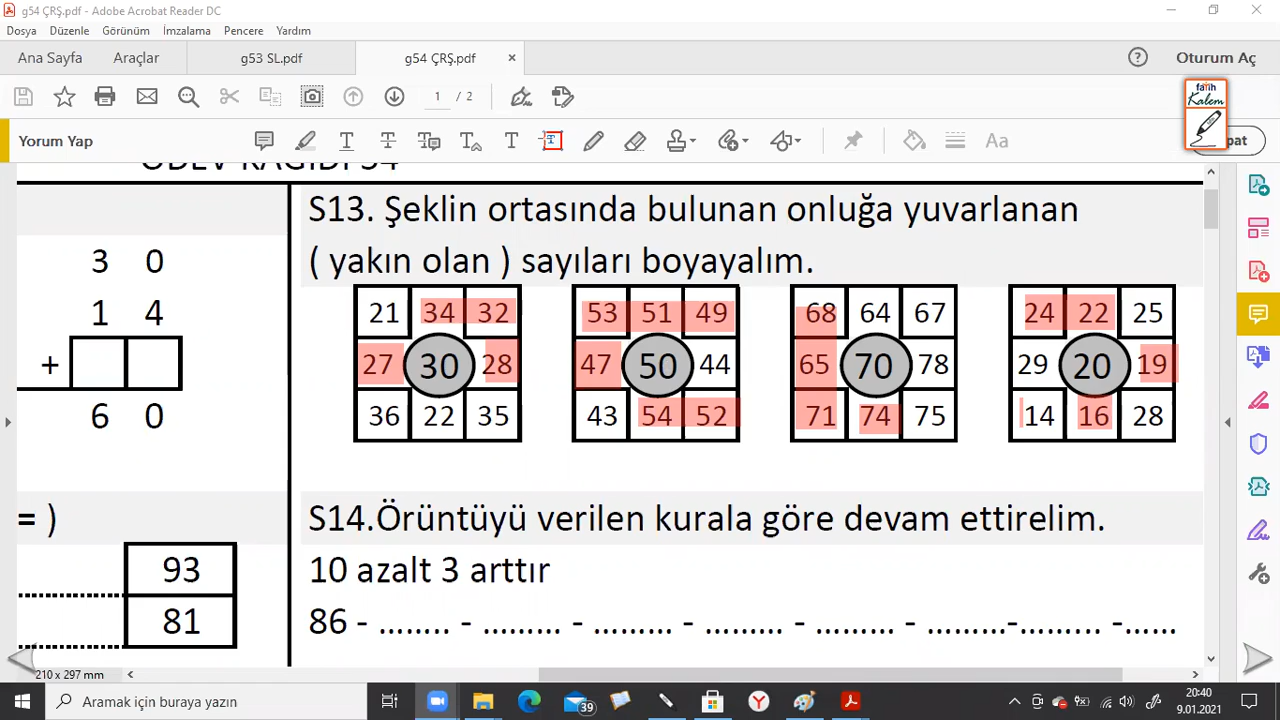 g54 ÇRŞ.pdf - Adobe Acrobat Reader DC
Dosya Düzenle Görünüm İmzalama Pencere Yardım
Ana Sayfa Araçlar g53 SL.pdf g54 ÇRŞ.pdf Oturum Aç
1 / 2
fatih
Kalem
Yorum Yap
pat
ÖDEV KAĞIDI 54
3 0
1 4
+
6 0
= )
93
81
S13. Şeklin ortasında bulunan onluğa yuvarlanan
( yakın olan ) sayıları boyayalım.
21 34 32
27 30 28
36 22 35
53 51 49
47 50 44
43 54 52
68 64 67
65 70 78
71 74 75
24 22 25
29 20 19
14 16 28
S14.Örüntüyü verilen kurala göre devam ettirelim.
10 azalt 3 arttır
86 - ........ - ......... - ......... - ......... - ......... - .........-......... -......
210 x 297 mm
Aramak için buraya yazın
39
20:40
9.01.2021